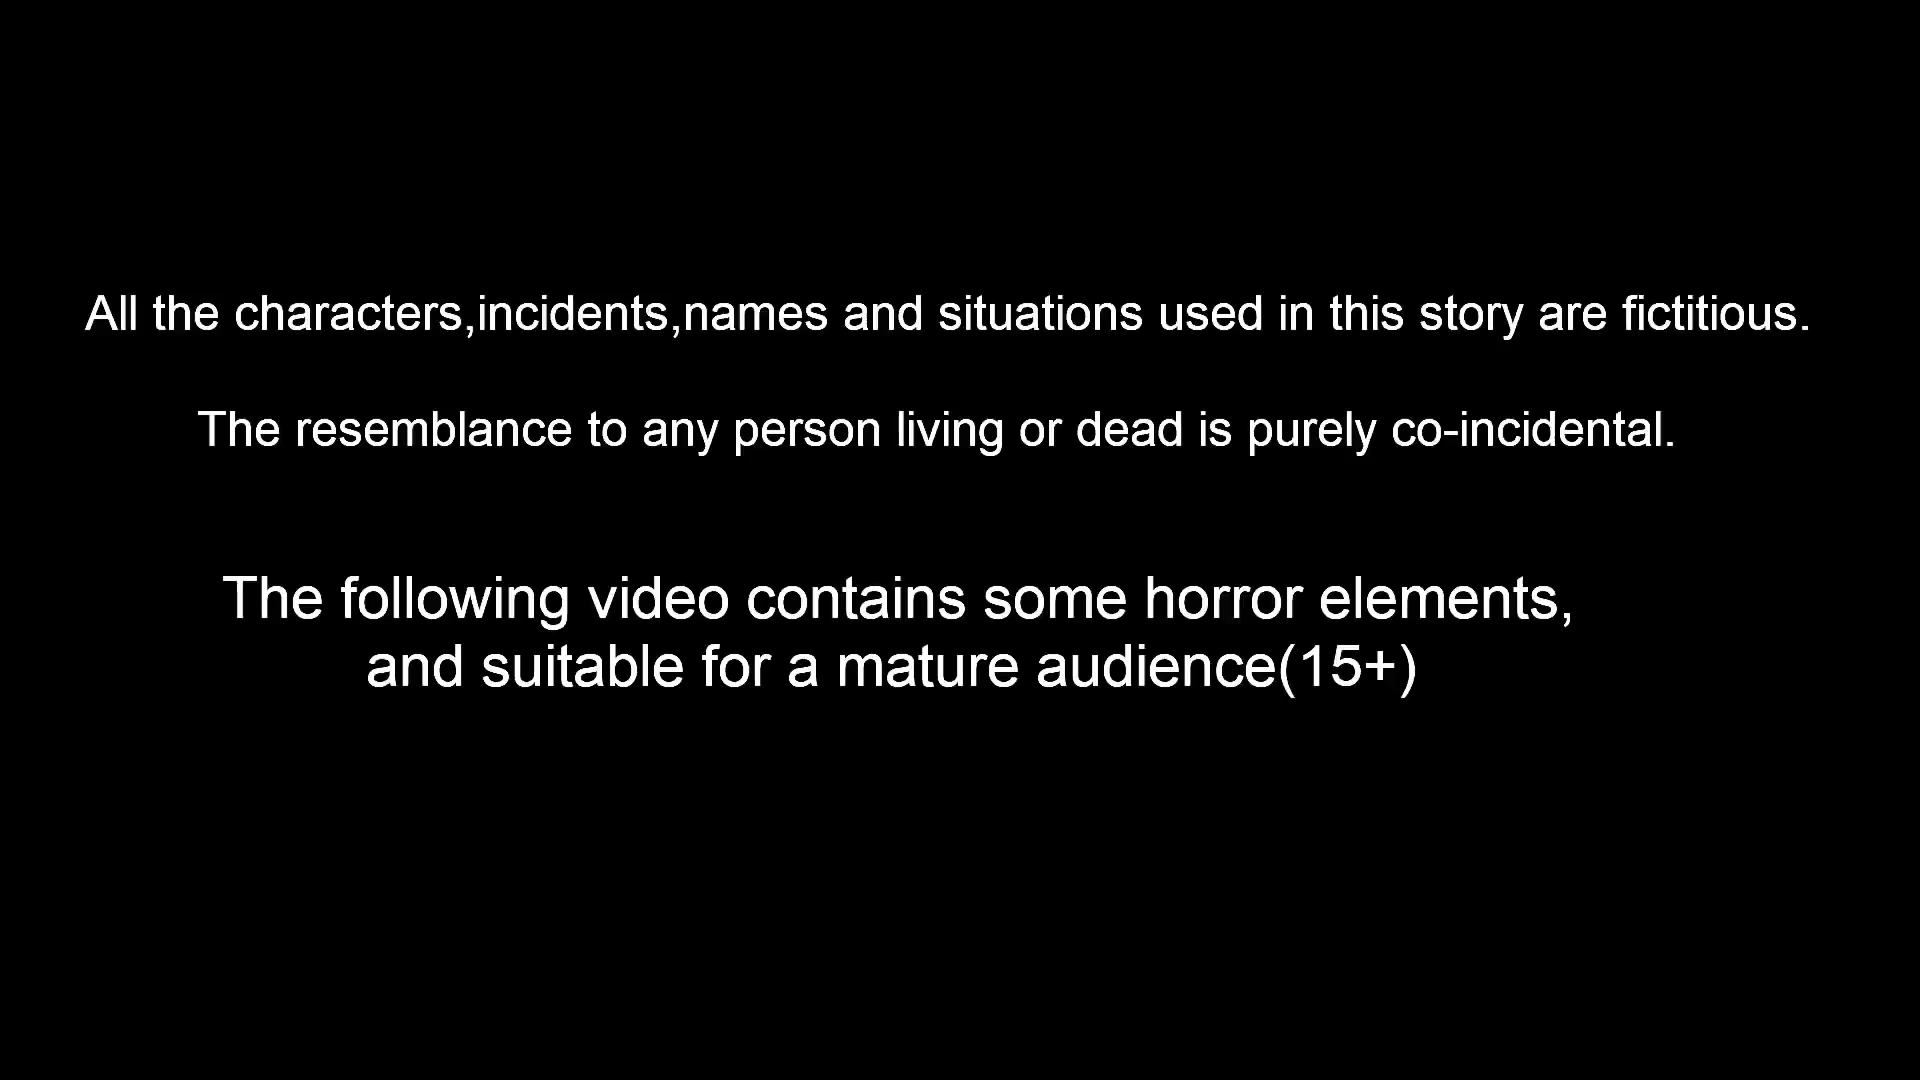 All the characters,incidents,names and situations used in this story are fictitious.
The resemblance to any person living or dead is purely co-incidental.
The following video contains some horror elements,
and suitable for a mature audience(15+)